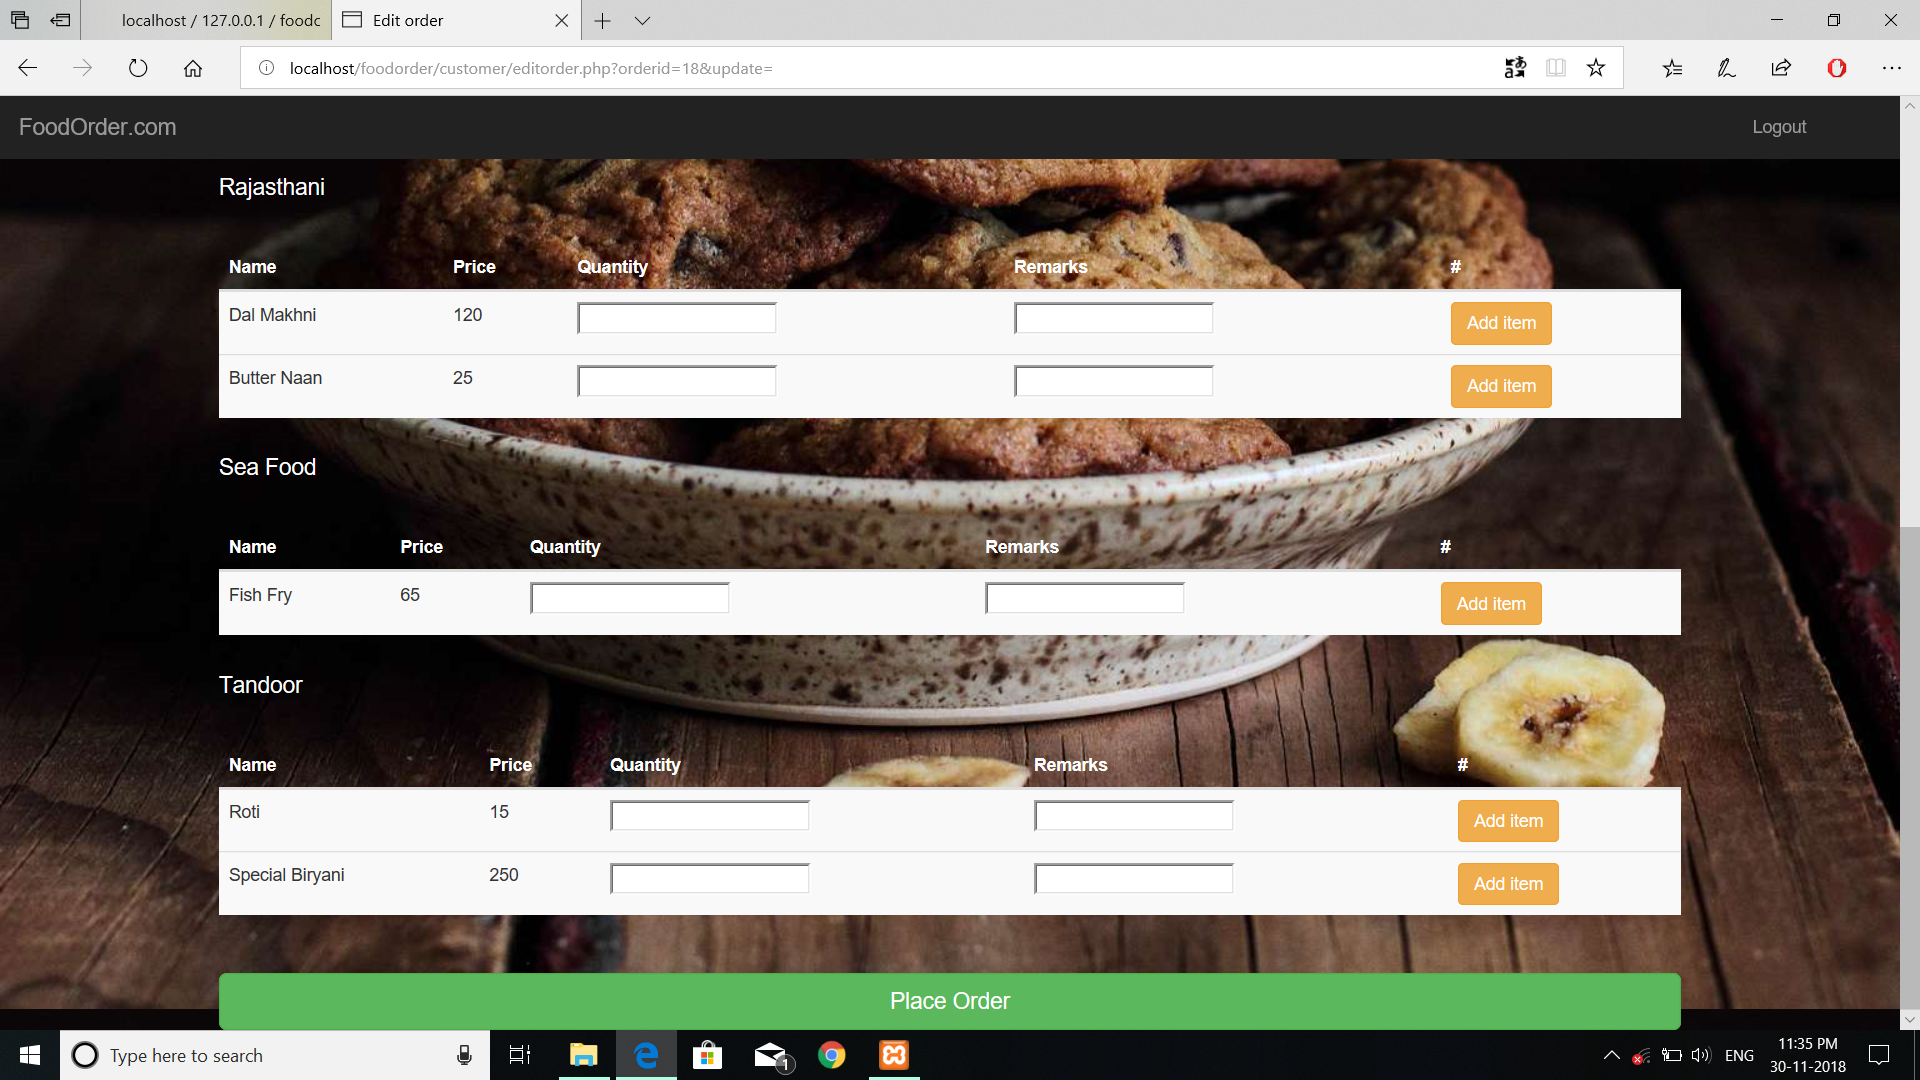 localhost / 127.0.0.1 / foodc
Edit order
localhost/foodorder/customer/editorder.php?orderid=18&update=
FoodOrder.com
Logout
Rajasthani
Name Price Quantity Remarks #
Dal Makhni 120 Add item
Butter Naan 25 Add item
Sea Food
Name Price Quantity Remarks #
Fish Fry 65 Add item
Tandoor
Name Price Quantity Remarks #
Roti 15 Add item
Special Biryani 250 Add item
Place Order
Type here to search
1
ENG
11:35 PM
30-11-2018